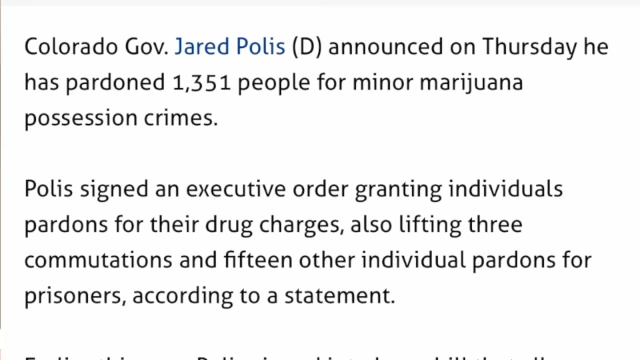 Colorado Gov. Jared Polis (D) announced on Thursday he
has pardoned 1,351 people for minor marijuana
possession crimes.
Polis signed an executive order granting individuals
pardons for their drug charges, also lifting three
commutations and fifteen other individual pardons for
prisoners, according to a statement.